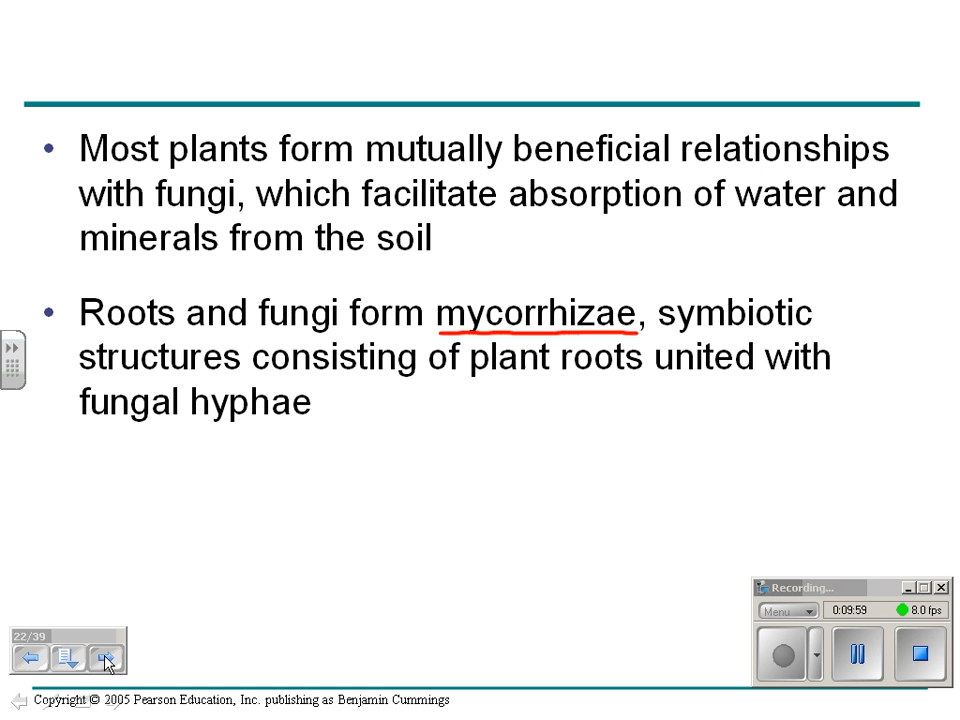 • Most plants form mutually beneficial relationships
with fungi, which facilitate absorption of water and
minerals from the soil
• Roots and fungi form mycorrhizae, symbiotic
structures consisting of plant roots united with
fungal hyphae
Recording...
Menu 0:09:59 8.0 fps
22/39
Copyright © 2005 Pearson Education, Inc. publishing as Benjamin Cummings